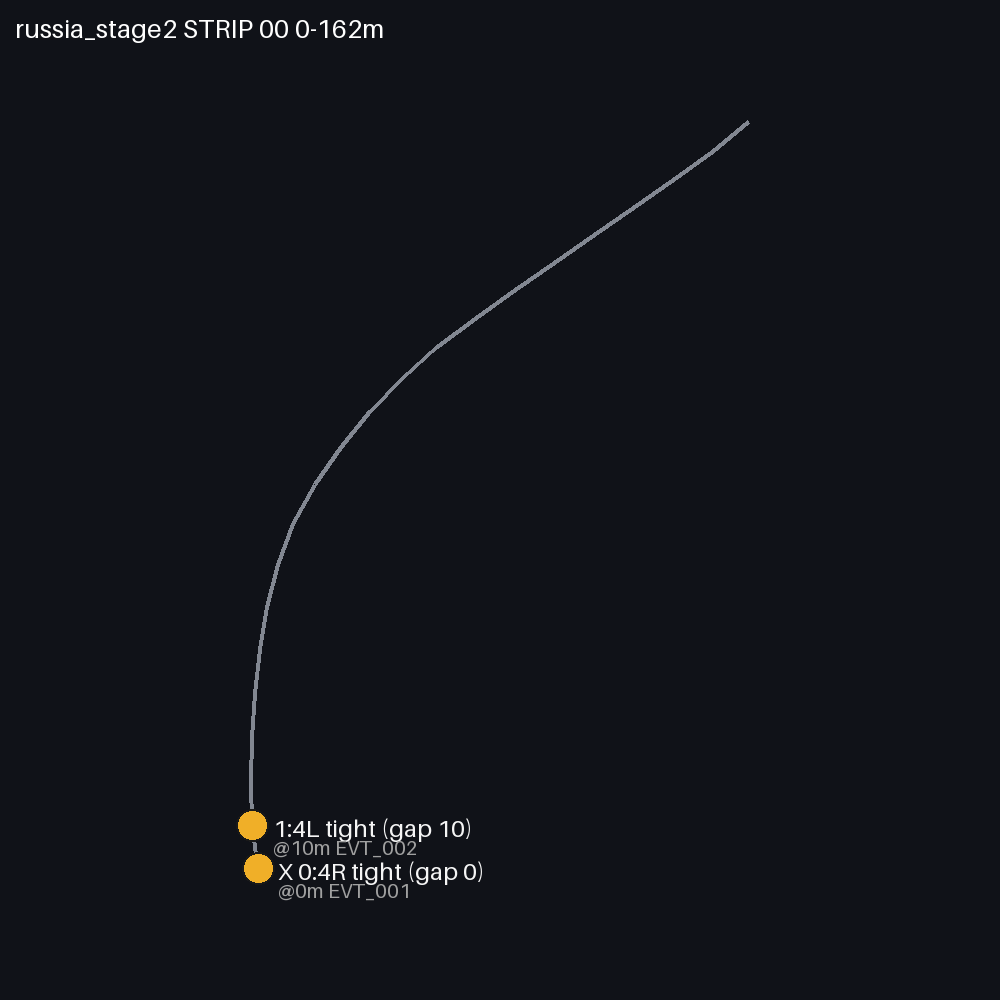 russia_stage2 STRIP 00 0-162m
1:4L tight (gap 10)
@10m EVT_002
X 0:4R tight (gap 0)
@0m EVT_001